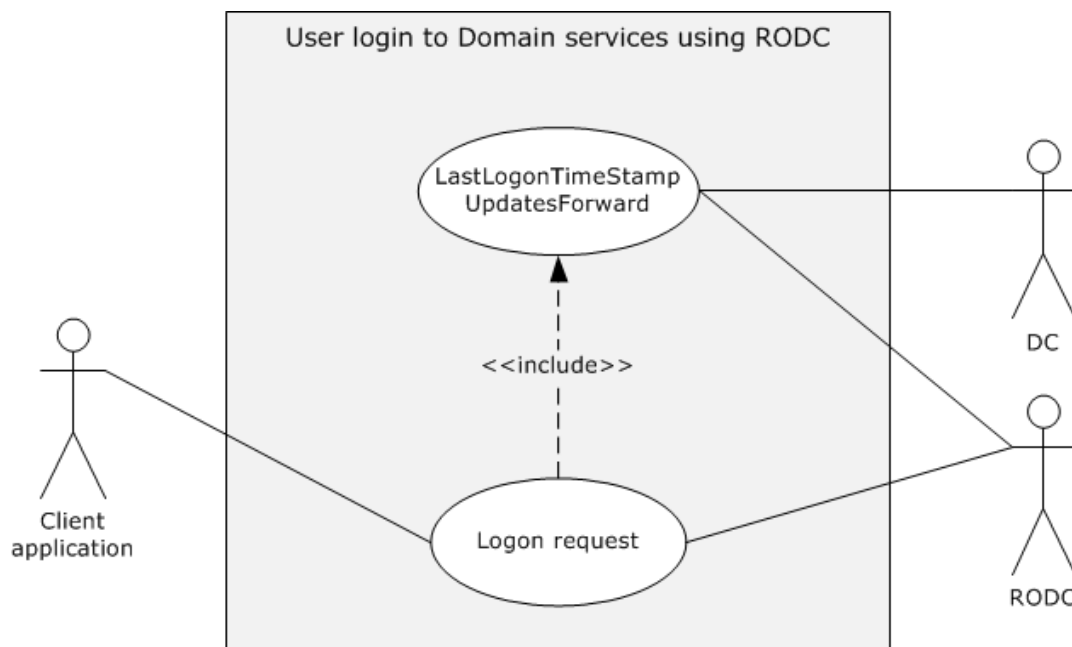 User login to Domain services using RODC
LastLogonTimeStamp
UpdatesForward
DC
<<include>>
Client
application
Logon request
RODC